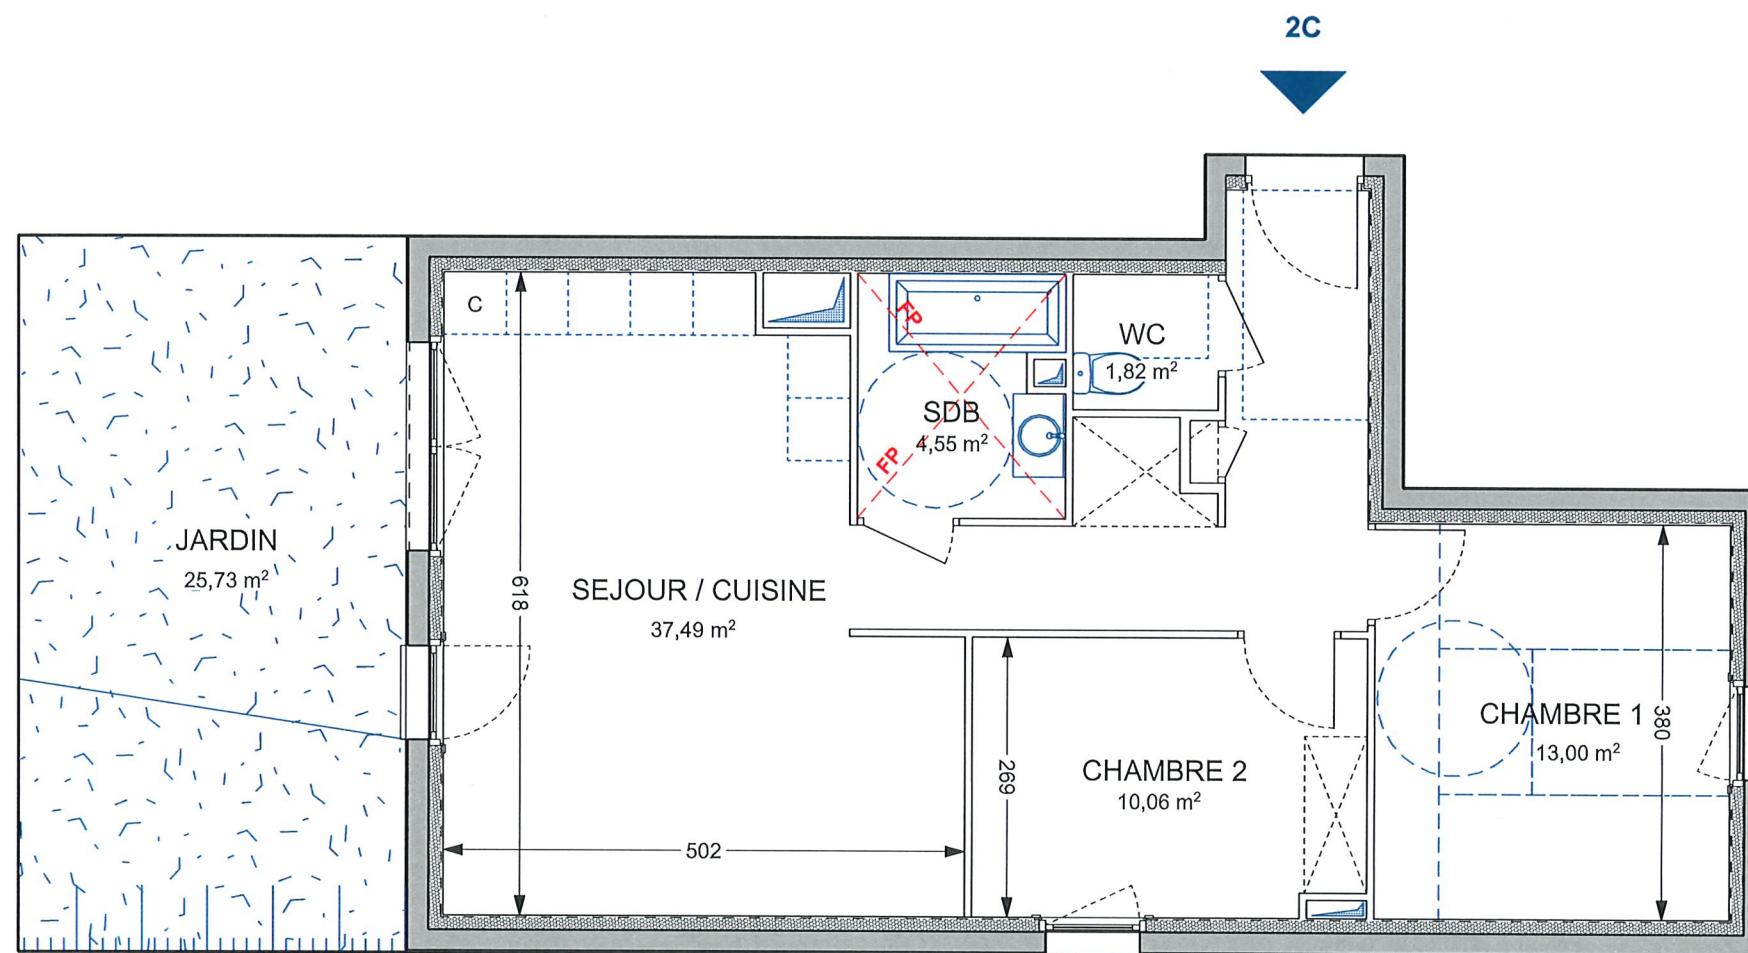 2C
C
FP
WC
1,82 m²
SDB
4,55 m²
FP
JARDIN
25,73 m²
SEJOUR / CUISINE
37,49 m²
618
502
269
CHAMBRE 2
10,06 m²
CHAMBRE 1
13,00 m²
380